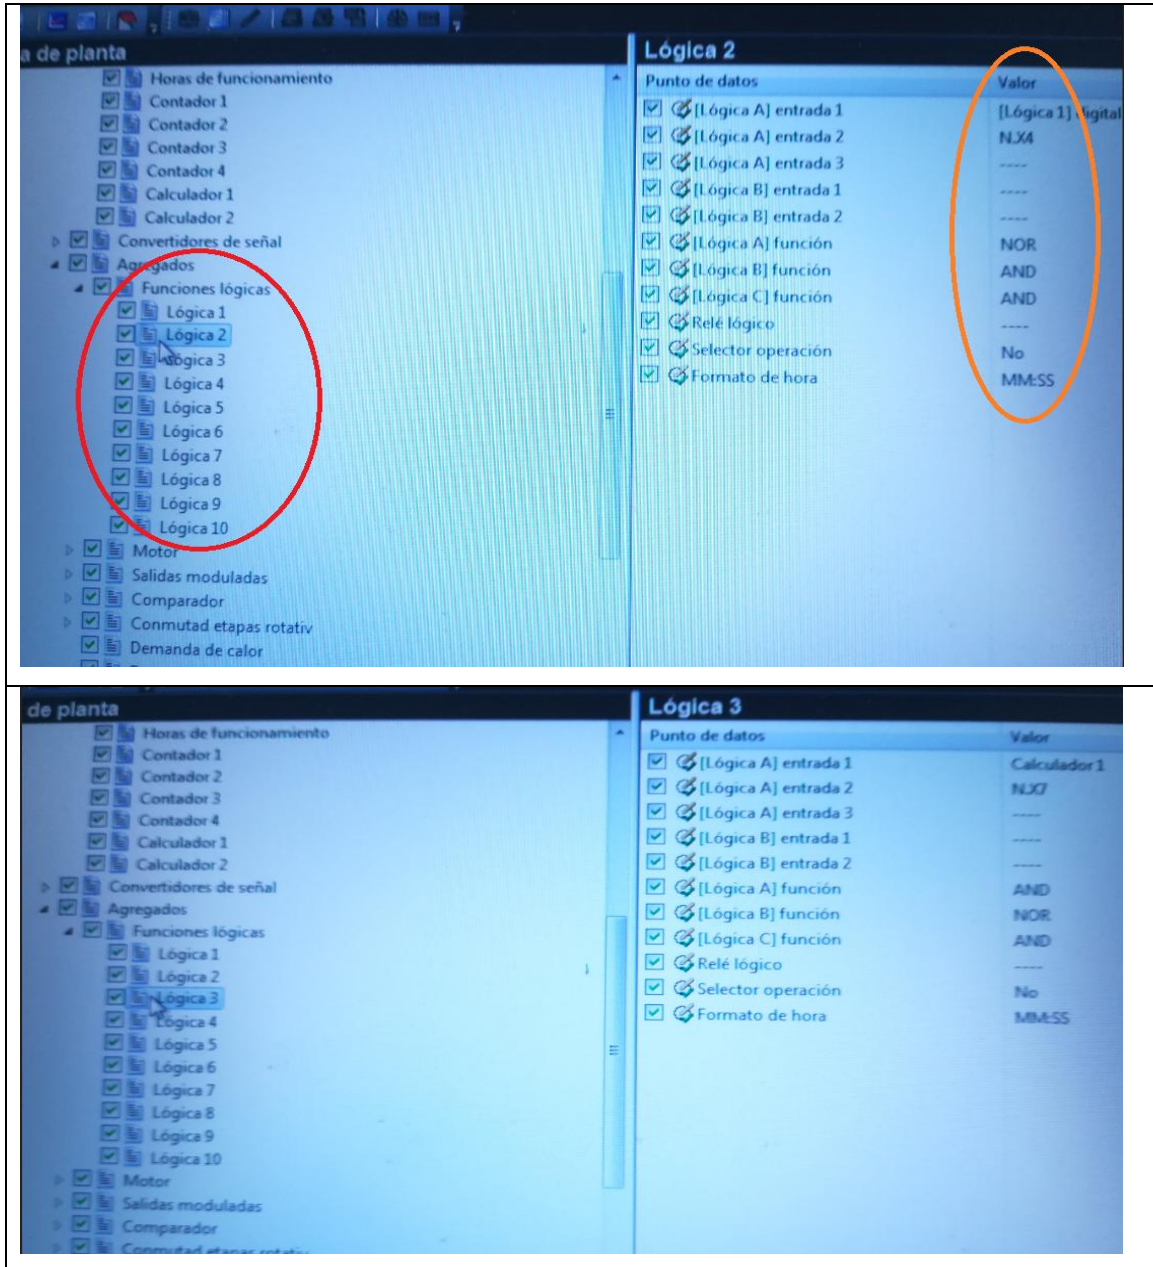 a de planta
Horas de funcionamiento
Contador 1
Contador 2
Contador 3
Contador 4
Calculador 1
Calculador 2
Convertidores de señal
Agregados
Funciones lógicas
Lógica 1
Lógica 2
Lógica 3
Lógica 4
Lógica 5
Lógica 6
Lógica 7
Lógica 8
Lógica 9
Lógica 10
Motor
Salidas moduladas
Comparador
Conmutad etapas rotativ
Demanda de calor
Lógica 2
Punto de datos Valor
[Lógica A] entrada 1 [Lógica 1] digital
[Lógica A] entrada 2 N.X4
[Lógica A] entrada 3 ----
[Lógica B] entrada 1 ----
[Lógica B] entrada 2 ----
[Lógica A] función NOR
[Lógica B] función AND
[Lógica C] función AND
Relé lógico ----
Selector operación No
Formato de hora MM:SS
de planta
Horas de funcionamiento
Contador 1
Contador 2
Contador 3
Contador 4
Calculador 1
Calculador 2
Convertidores de señal
Agregados
Funciones lógicas
Lógica 1
Lógica 2
Lógica 3
Lógica 4
Lógica 5
Lógica 6
Lógica 7
Lógica 8
Lógica 9
Lógica 10
Motor
Salidas moduladas
Comparador
Conmutad etapas rotativ
Lógica 3
Punto de datos Valor
[Lógica A] entrada 1 Calculador 1
[Lógica A] entrada 2 N.X7
[Lógica A] entrada 3 ----
[Lógica B] entrada 1 ----
[Lógica B] entrada 2 ----
[Lógica A] función AND
[Lógica B] función NOR
[Lógica C] función AND
Relé lógico ----
Selector operación No
Formato de hora MM:SS